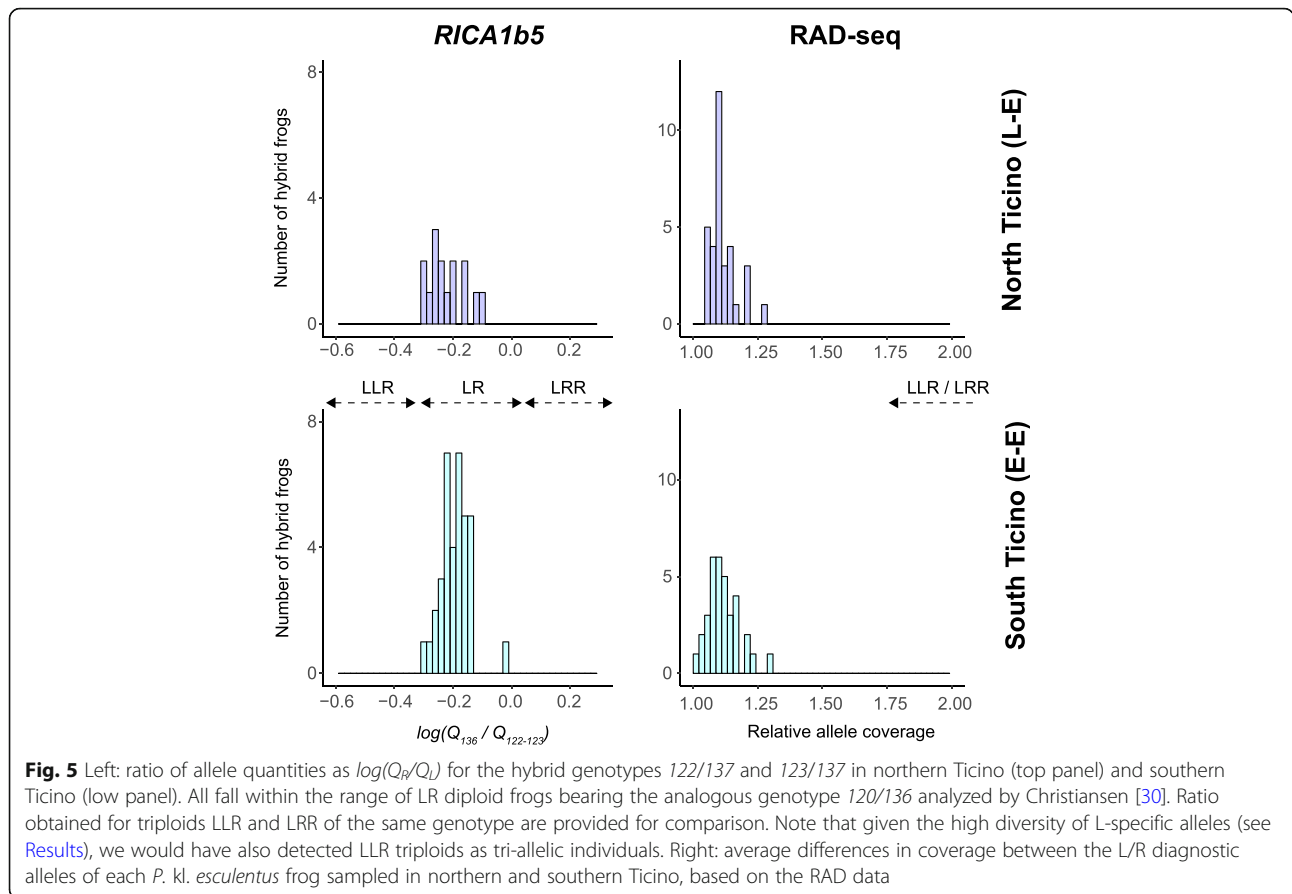 RICA1b5
RAD-seq
Number of hybrid frogs
8
4
0
−0.6 −0.4 −0.2 0.0 0.2
10
5
0
1.00 1.25 1.50 1.75 2.00
North Ticino (L-E)
LLR LR LRR
LLR / LRR
Number of hybrid frogs
8
4
0
−0.6 −0.4 −0.2 0.0 0.2
log(Q136 / Q122-123)
10
5
0
1.00 1.25 1.50 1.75 2.00
Relative allele coverage
South Ticino (E-E)
Fig. 5 Left: ratio of allele quantities as log(QR/QL) for the hybrid genotypes 122/137 and 123/137 in northern Ticino (top panel) and southern
Ticino (low panel). All fall within the range of LR diploid frogs bearing the analogous genotype 120/136 analyzed by Christiansen [30]. Ratio
obtained for triploids LLR and LRR of the same genotype are provided for comparison. Note that given the high diversity of L-specific alleles (see
Results), we would have also detected LLR triploids as tri-allelic individuals. Right: average differences in coverage between the L/R diagnostic
alleles of each P. kl. esculentus frog sampled in northern and southern Ticino, based on the RAD data